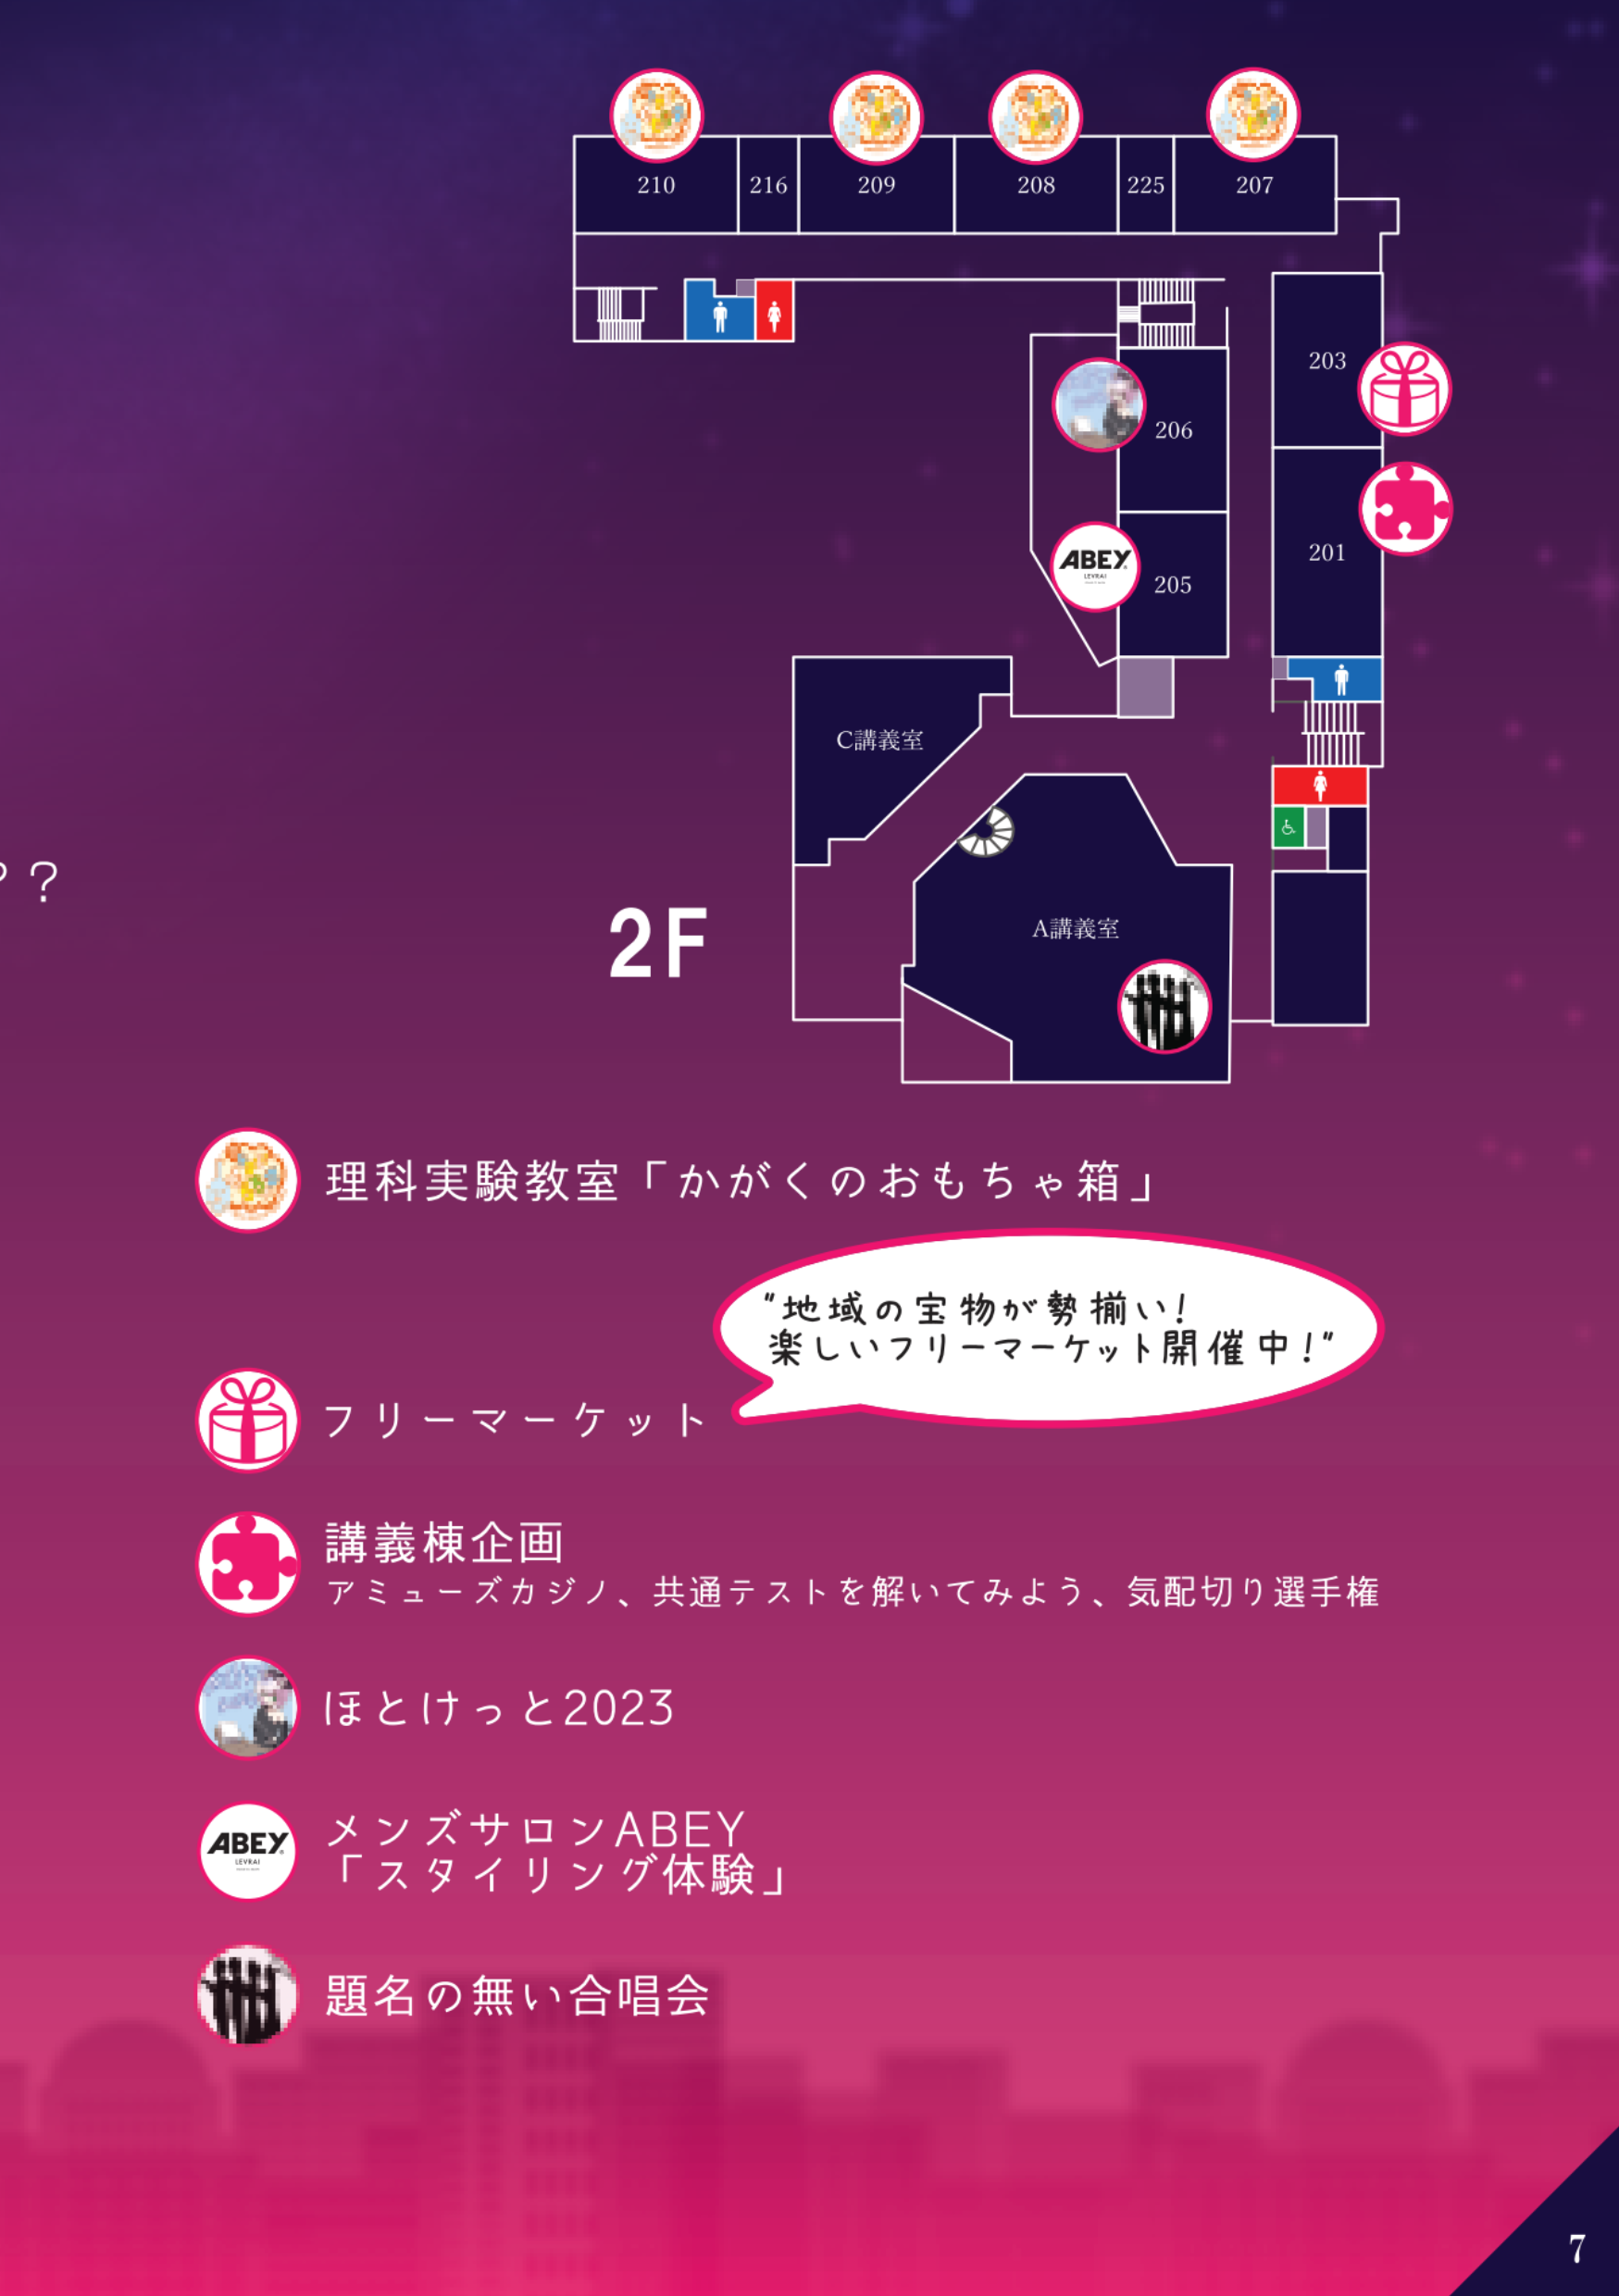 210
216
209
208
225
207
203
206
201
ABEY
LEVRAI
205
C講義室
A講義室
??
2F
理科実験教室「かがくのおもちゃ箱」
"地域の宝物が勢揃い!
楽しいフリーマーケット開催中!"
フリーマーケット
講義棟企画
アミューズカジノ、共通テストを解いてみよう、気配切り選手権
ほとけっと2023
ABEY
LEVRAI
メンズサロンABEY
「スタイリング体験」
題名の無い合唱会
7